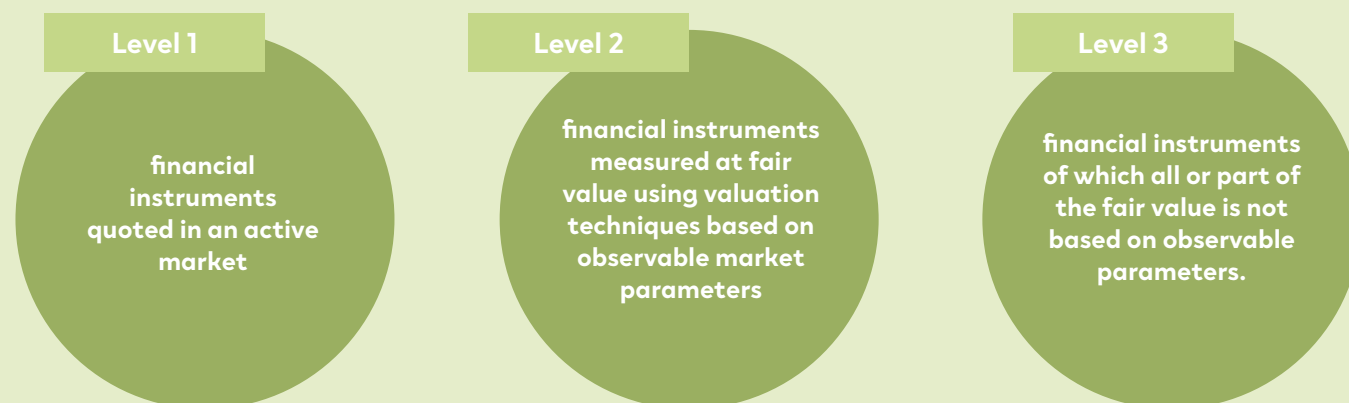 Level 1
financial
instruments
quoted in an active
market
Level 2
financial instruments
measured at fair
value using valuation
techniques based on
observable market
parameters
Level 3
financial instruments
of which all or part of
the fair value is not
based on observable
parameters.